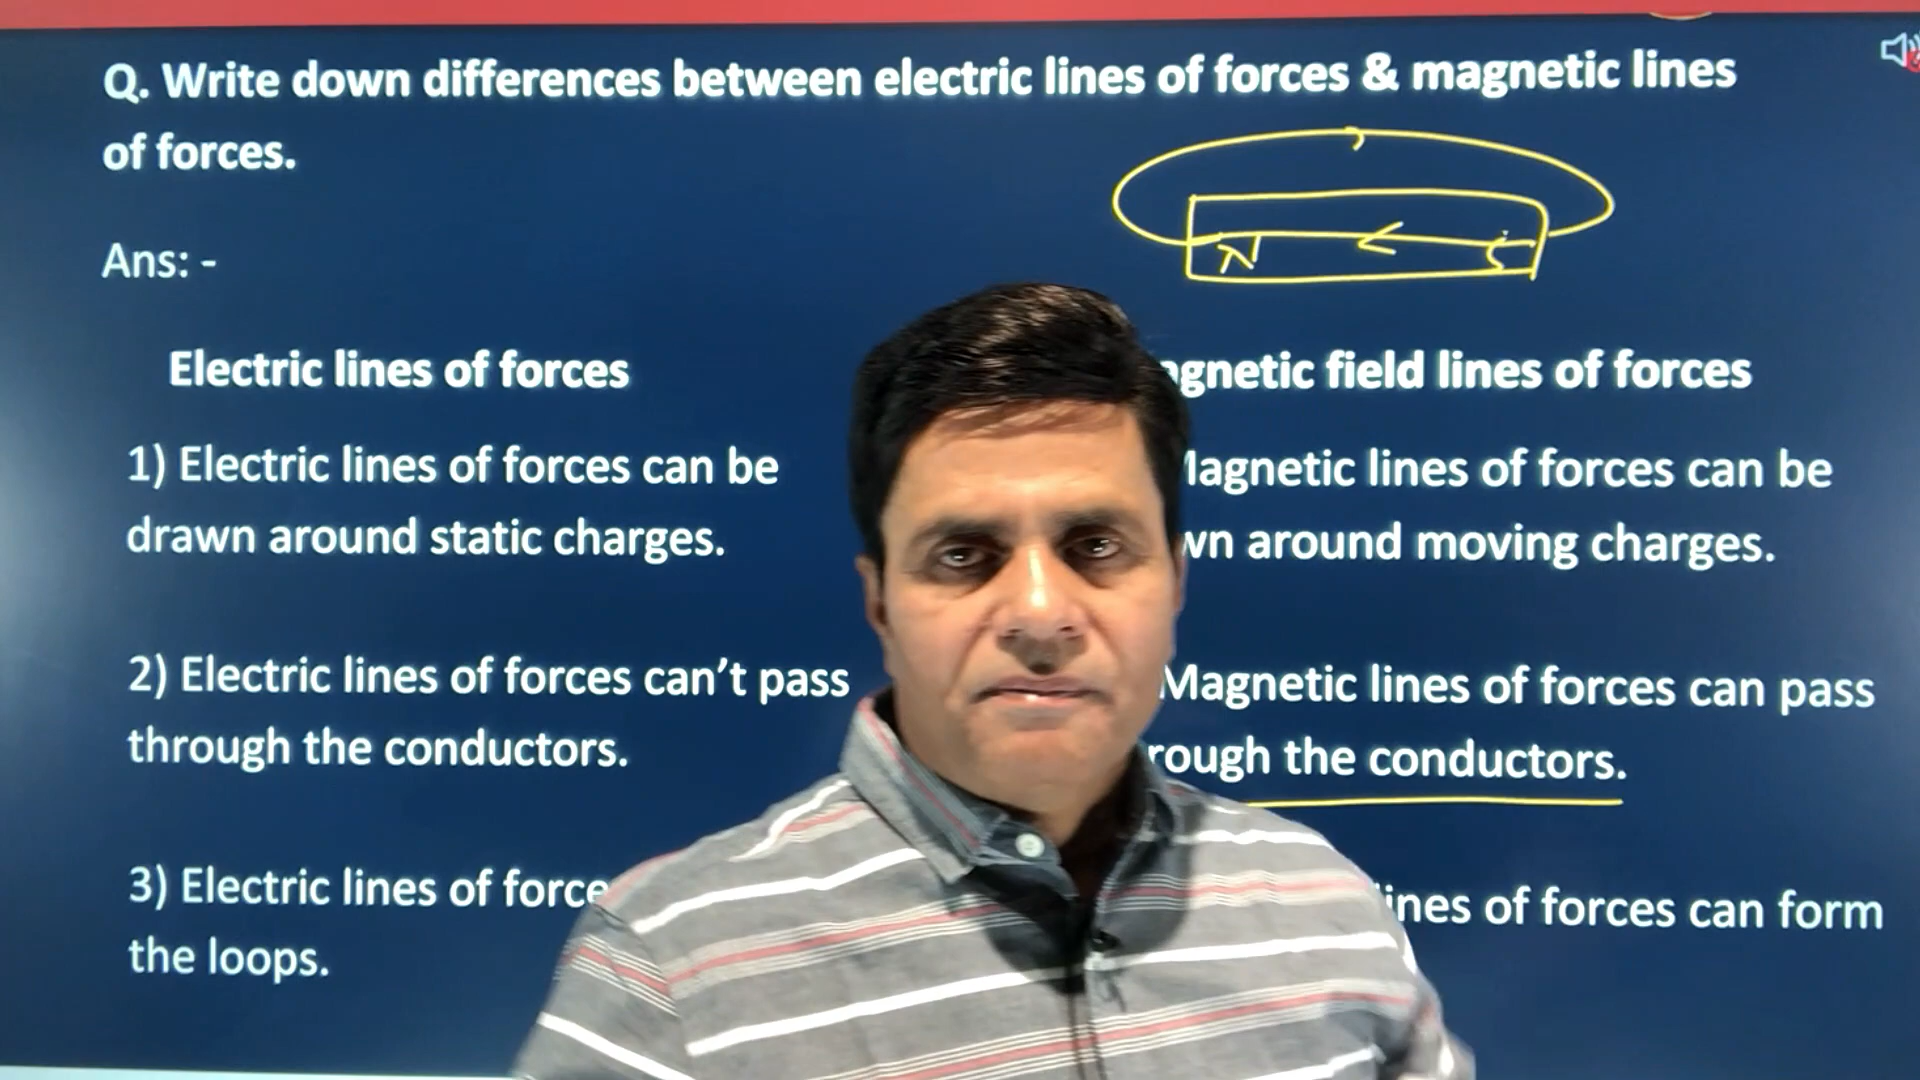 Q. Write down differences between electric lines of forces & magnetic lines
of forces.
N S
Ans: -
Electric lines of forces
agnetic field lines of forces
1) Electric lines of forces can be
drawn around static charges.
Magnetic lines of forces can be
wn around moving charges.
2) Electric lines of forces can't pass
through the conductors.
Magnetic lines of forces can pass
rough the conductors.
3) Electric lines of force
the loops.
lines of forces can form